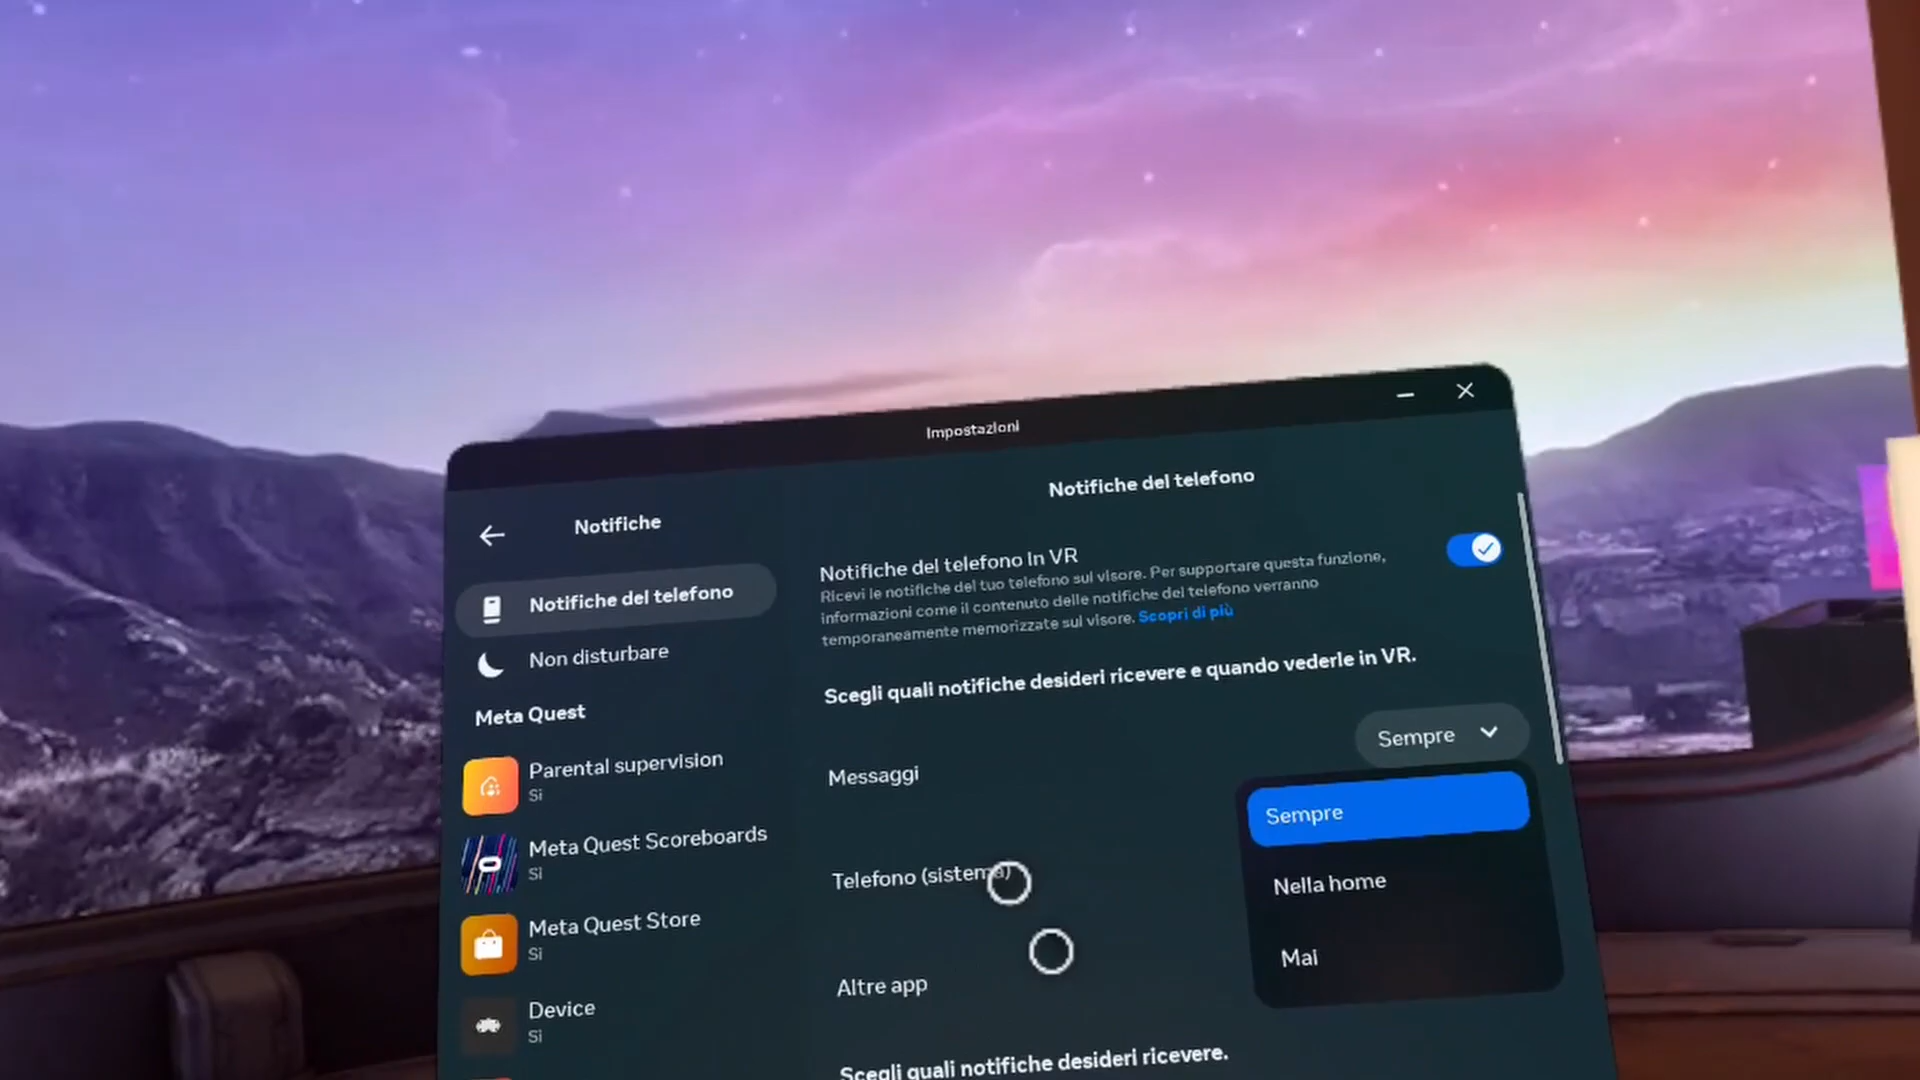 Impostazioni
Notifiche
Notifiche del telefono
Non disturbare
Meta Quest
Parental supervision
Sì
Meta Quest Scoreboards
Sì
Meta Quest Store
Sì
Device
Sì
Notifiche del telefono
Notifiche del telefono in VR
Ricevi le notifiche del tuo telefono sul visore. Per supportare questa funzione,
informazioni come il contenuto delle notifiche del telefono verranno
temporaneamente memorizzate sul visore. Scopri di più
Scegli quali notifiche desideri ricevere e quando vederle in VR.
Messaggi
Sempre
Sempre
Nella home
Mai
Telefono (sistema)
Altre app
Scegli quali notifiche desideri ricevere.